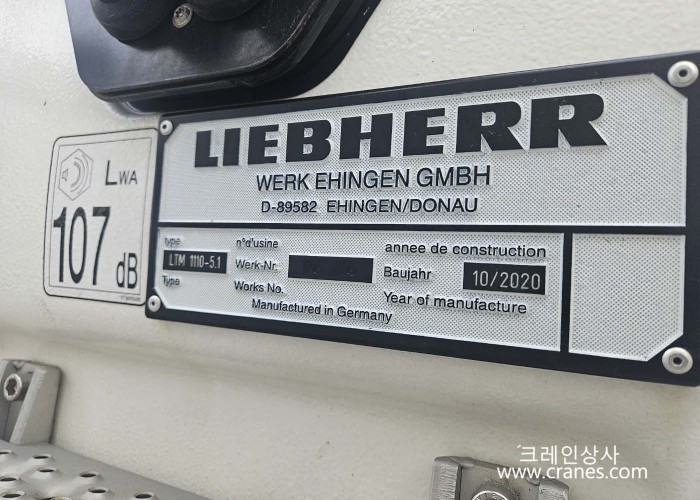 LWA
107 dB
LIEBHERR
WERK EHINGEN GMBH
D-89582 EHINGEN/DONAU
type
LTM 1110-5.1
Type
n°d'usine
Werk-Nr.
Works No.
annee de construction
Baujahr 10/2020
Year of manufacture
Manufactured in Germany
크레인상사
www.cranes.com